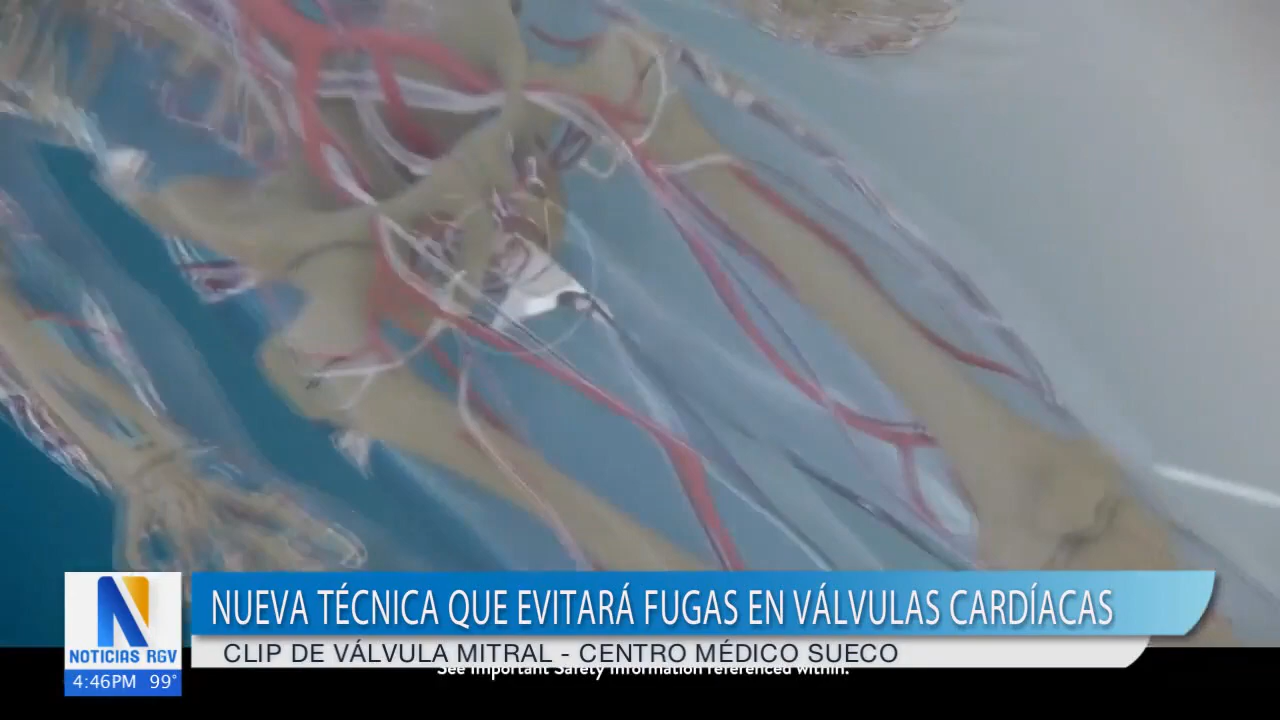 NUEVA TÉCNICA QUE EVITARÁ FUGAS EN VÁLVULAS CARDÍACAS
CLIP DE VÁLVULA MITRAL - CENTRO MÉDICO SUECO
See Important Safety Information referenced within.
N
NOTICIAS RGV
4:46PM 99°